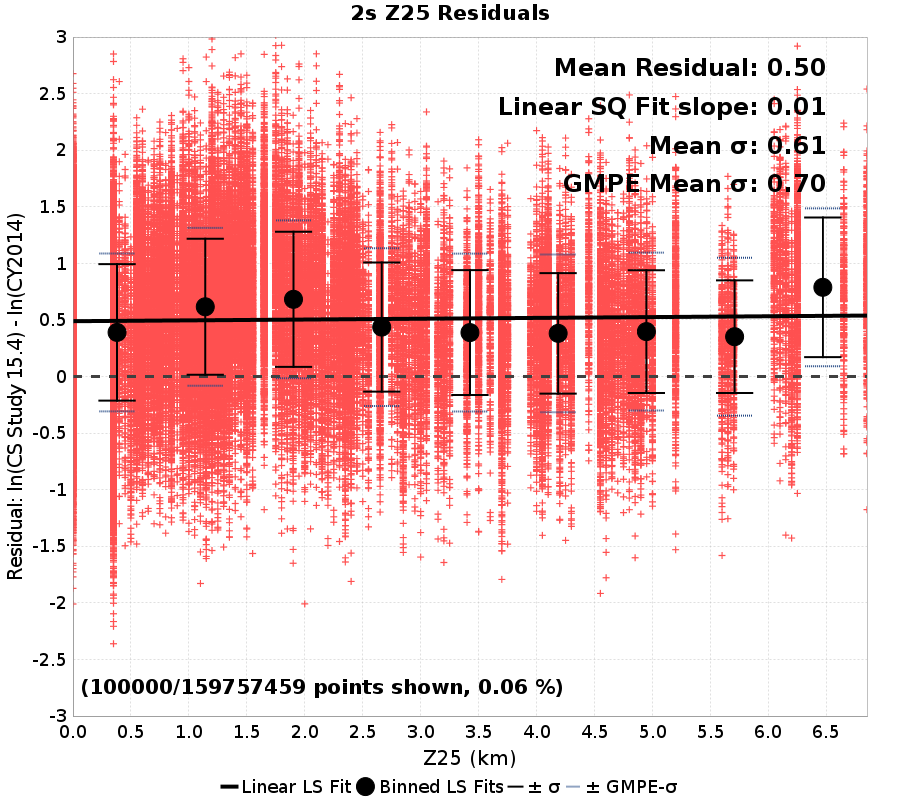 2s Z25 Residuals
Mean Residual: 0.50
Linear SQ Fit slope: 0.01
Mean σ: 0.61
GMPE Mean σ: 0.70
Residual: ln(CS Study 15.4) - ln(CY2014)
3
2.5
2
1.5
1
0.5
0
-0.5
-1
-1.5
-2
-2.5
-3
(100000/159757459 points shown, 0.06 %)
0.0 0.5 1.0 1.5 2.0 2.5 3.0 3.5 4.0 4.5 5.0 5.5 6.0 6.5
Z25 (km)
Linear LS Fit Binned LS Fits ± σ ± GMPE-σ